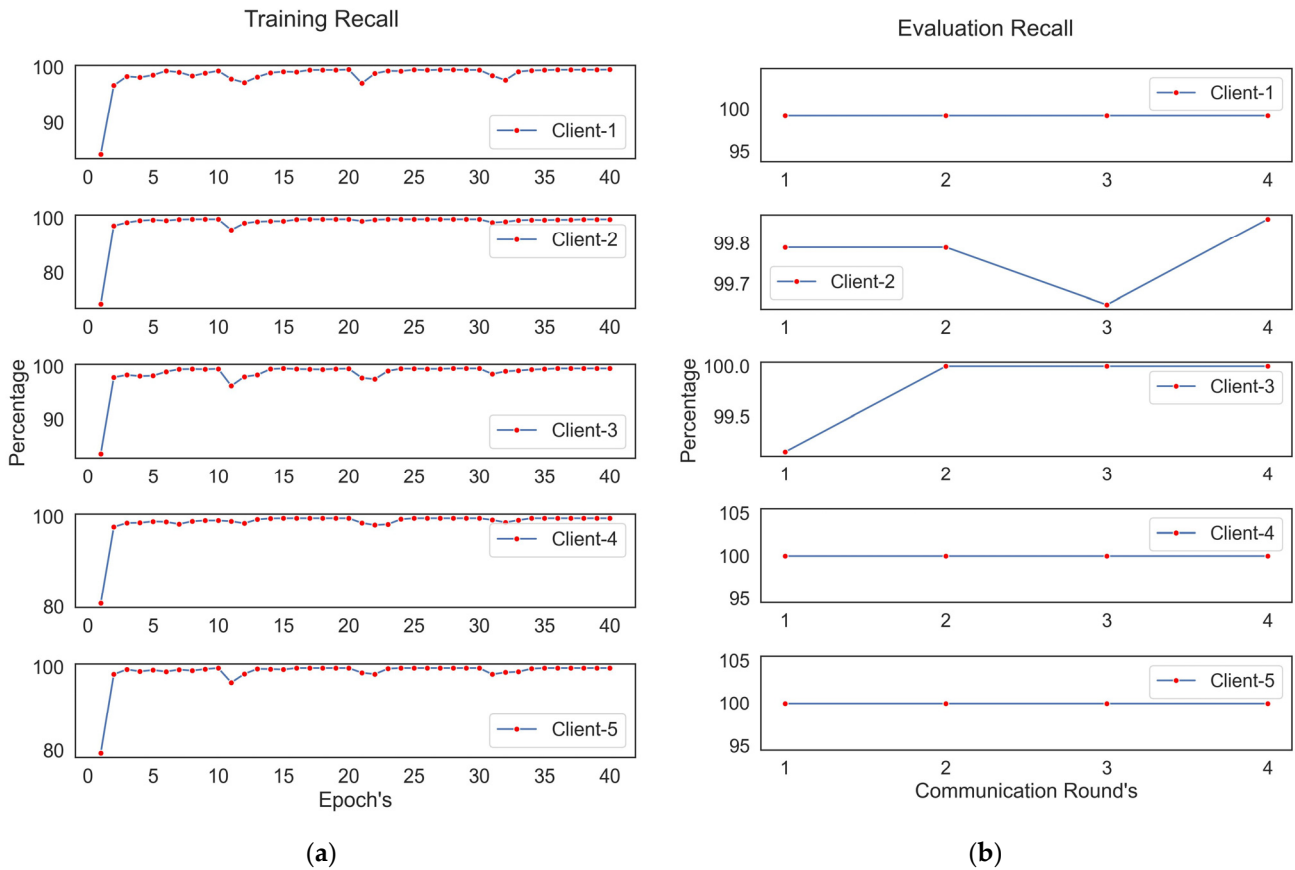 Training Recall
100
90
Client-1
0 5 10 15 20 25 30 35 40
100
80
Client-2
0 5 10 15 20 25 30 35 40
100
90
Client-3
0 5 10 15 20 25 30 35 40
100
80
Client-4
0 5 10 15 20 25 30 35 40
100
80
Client-5
0 5 10 15 20 25 30 35 40
Percentage
Epoch's
(a)
Evaluation Recall
100
95
Client-1
1 2 3 4
99.8
99.7
Client-2
1 2 3 4
100.0
99.5
Client-3
1 2 3 4
105
100
95
Client-4
1 2 3 4
105
100
95
Client-5
1 2 3 4
Percentage
Communication Round's
(b)